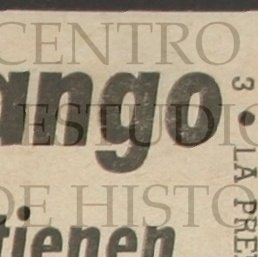 CENTRO
ango
ESTUDIO
DE HISTO
tienen
3 • LA PRE